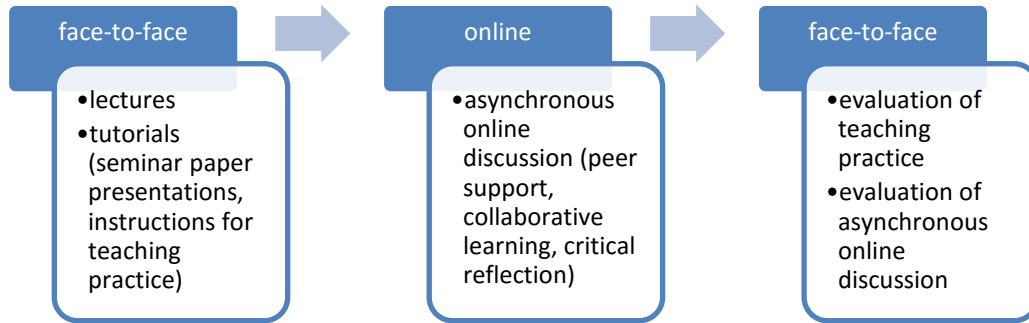 face-to-face
•lectures
•tutorials
(seminar paper
presentations,
instructions for
teaching
practice)
online
•asynchronous
online
discussion (peer
support,
collaborative
learning, critical
reflection)
face-to-face
•evaluation of
teaching
practice
•evaluation of
asynchronous
online
discussion